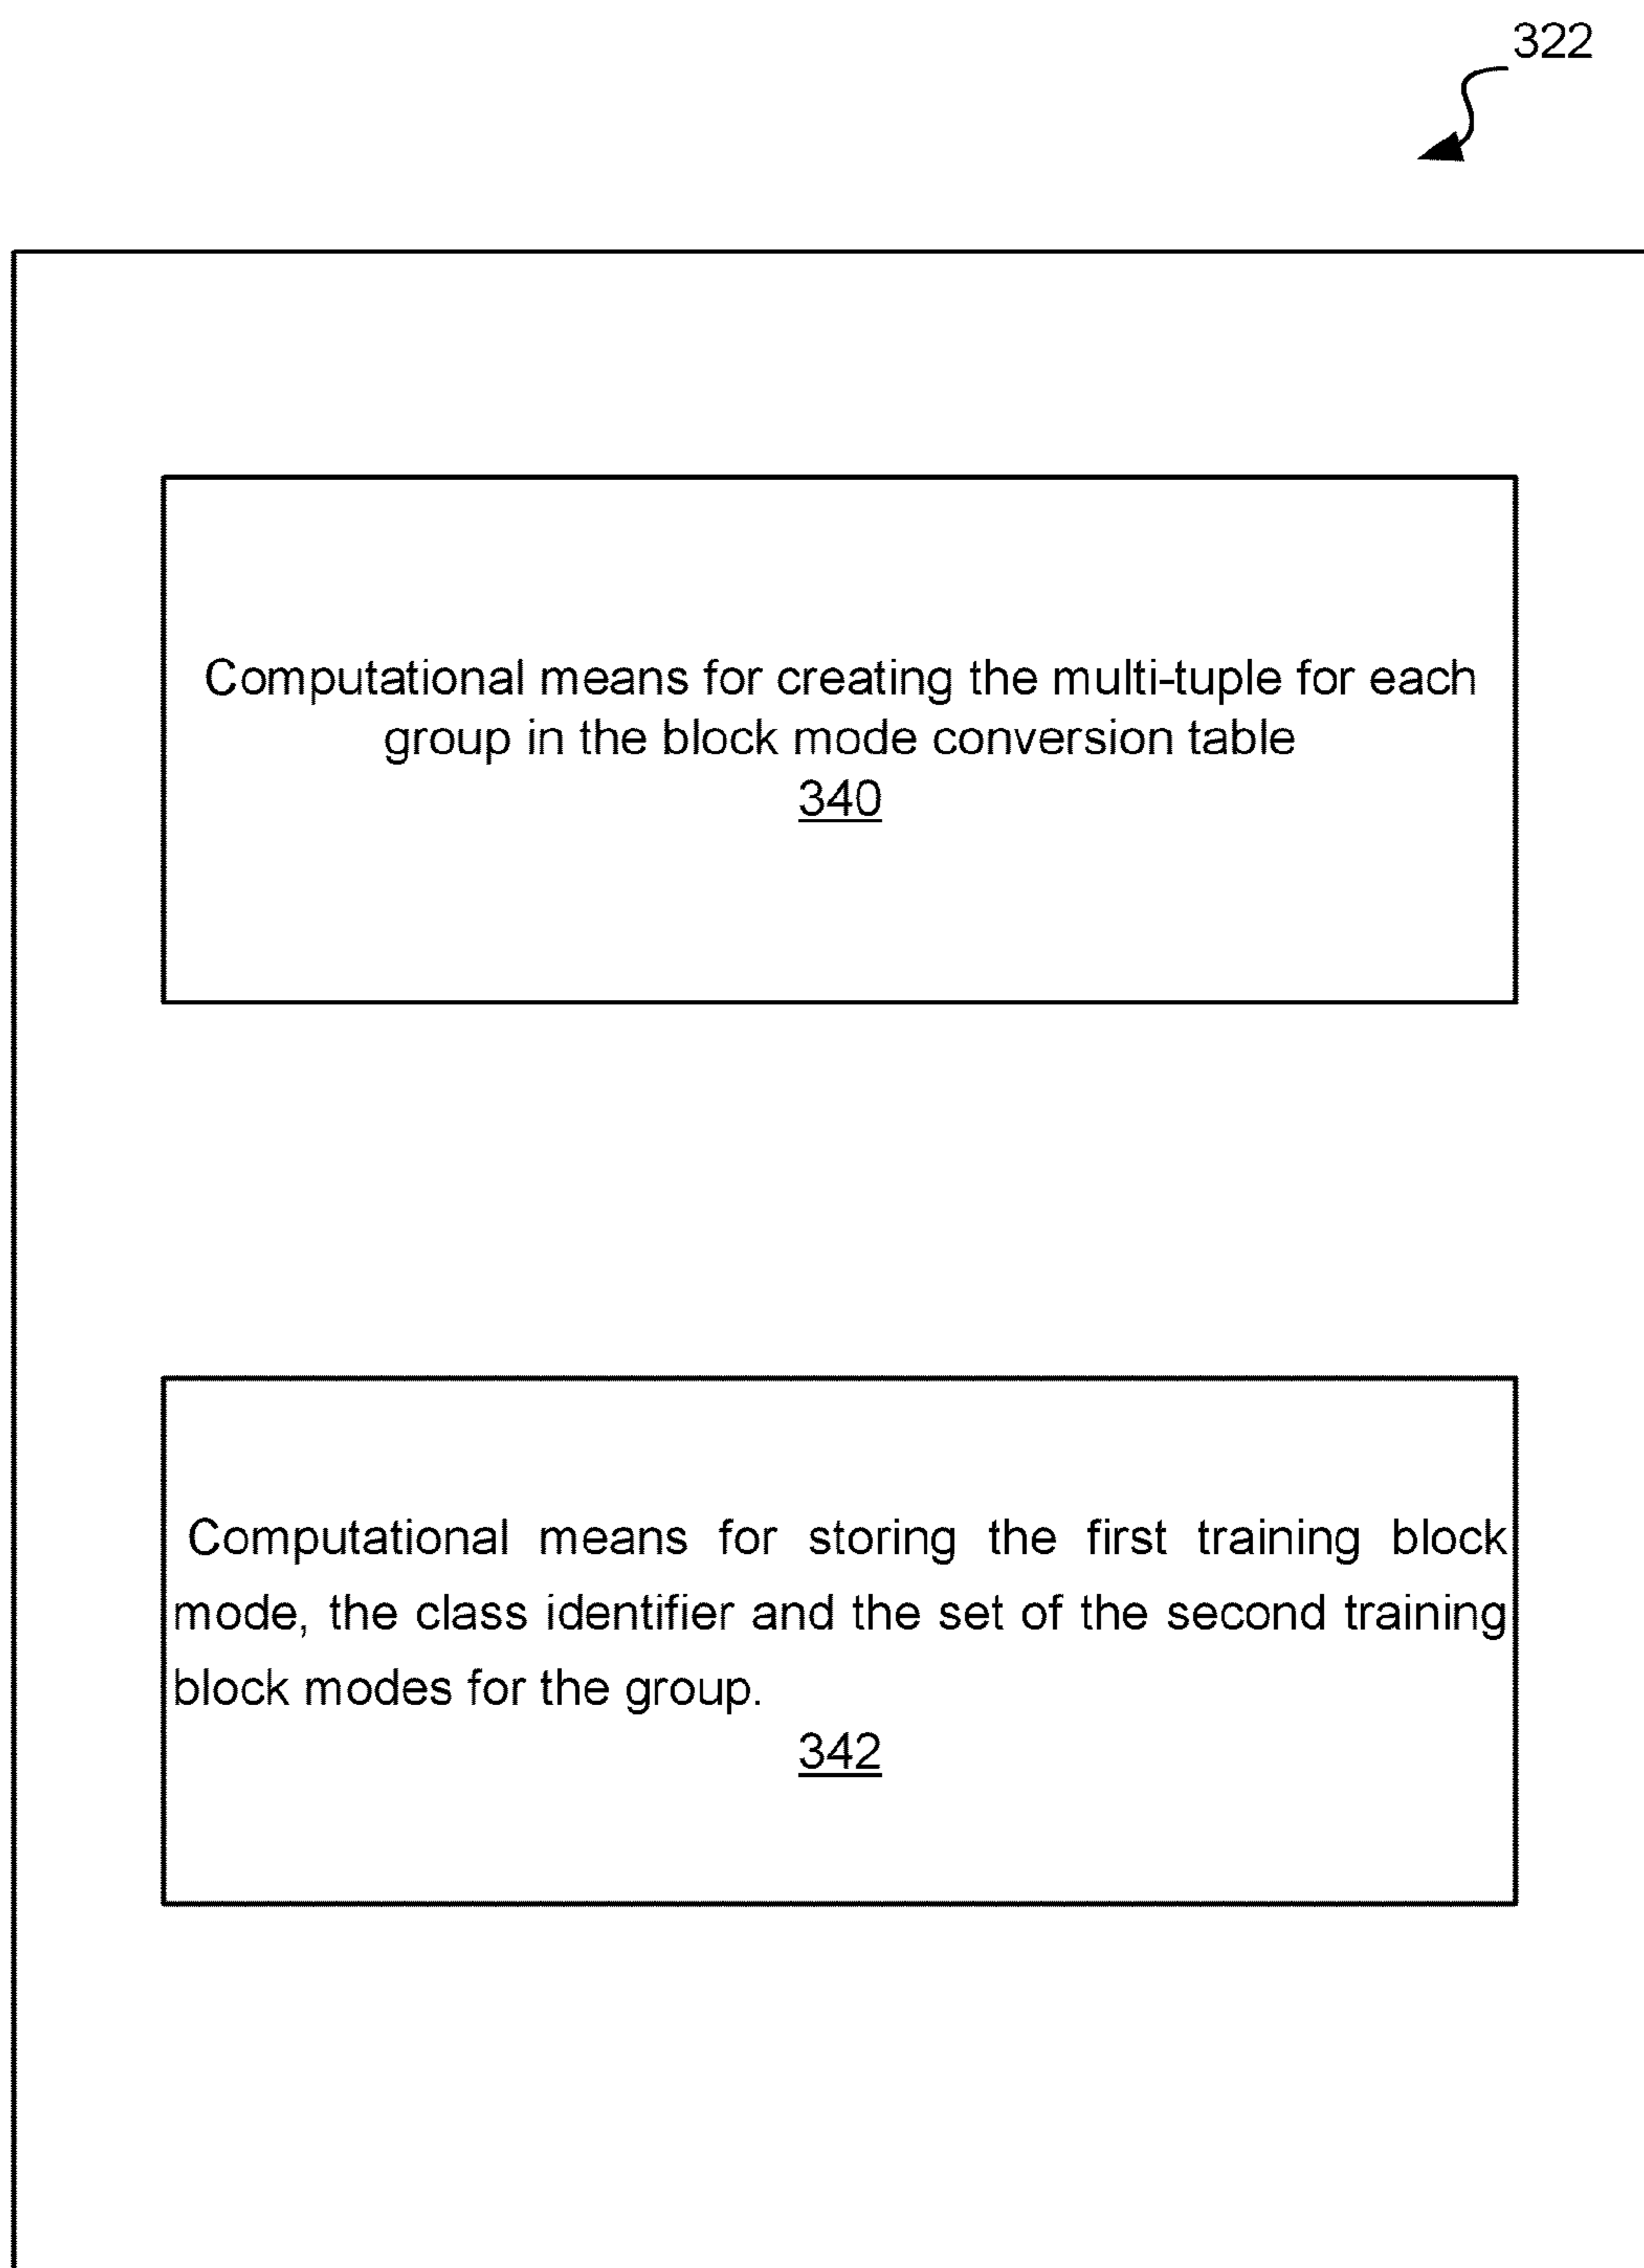 322
Computational means for creating the multi-tuple for each
group in the block mode conversion table
340
Computational means for storing the first training block
mode, the class identifier and the set of the second training
block modes for the group.
342